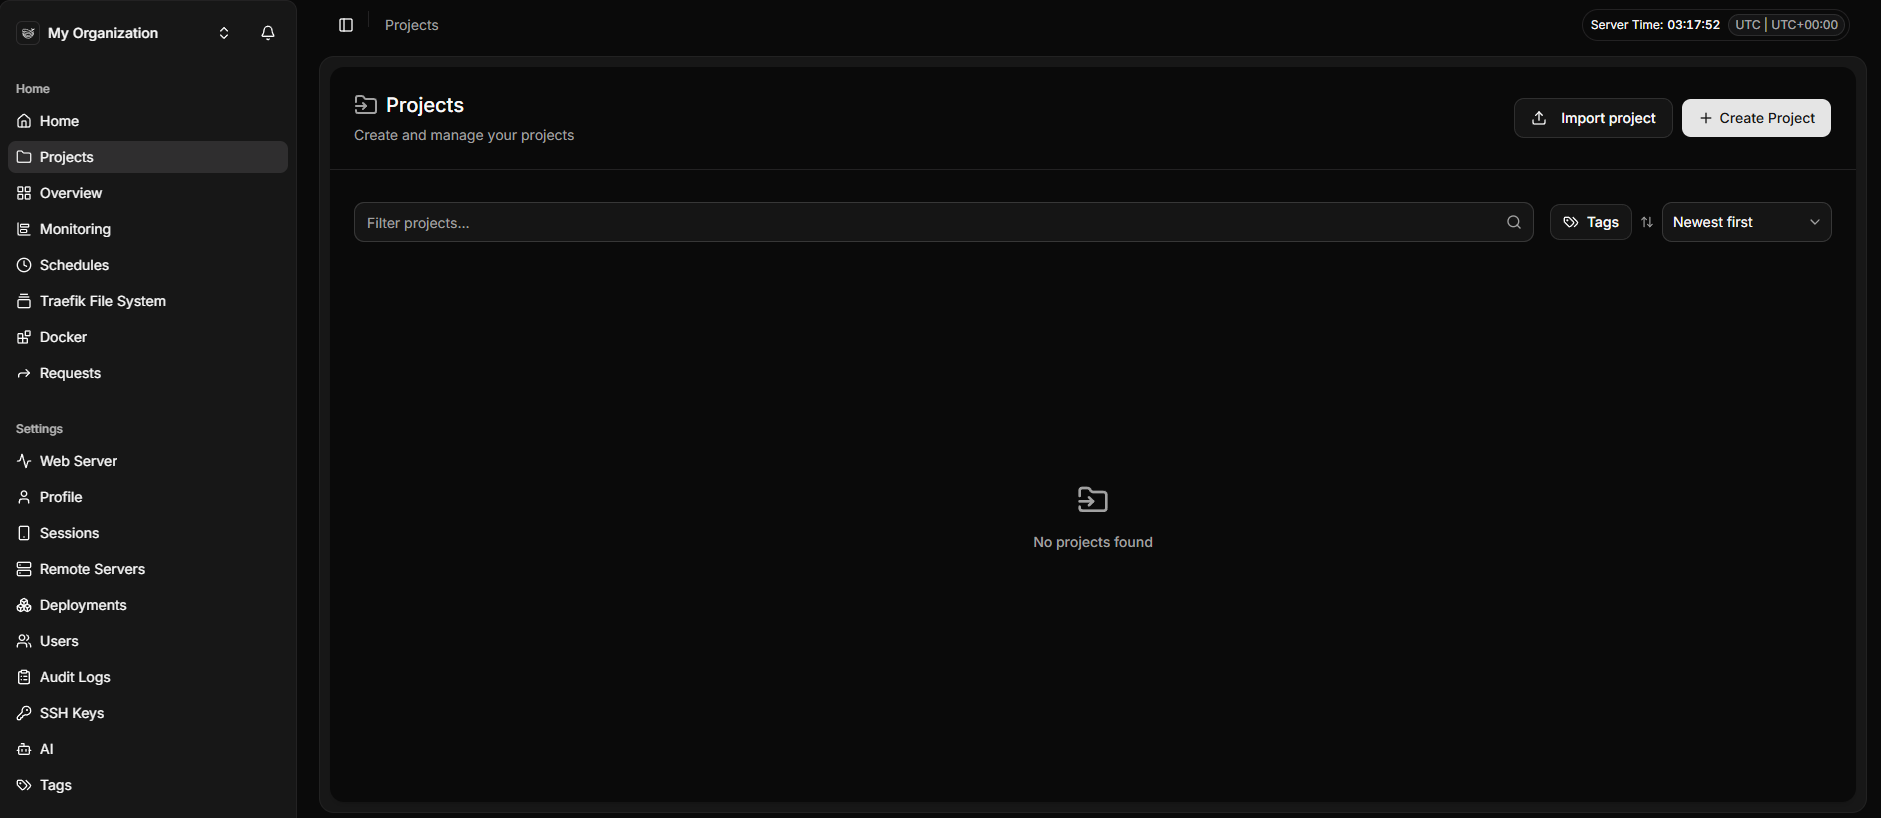 My Organization
Home
Home
Projects
Overview
Monitoring
Schedules
Traefik File System
Docker
Requests
Settings
Web Server
Profile
Sessions
Remote Servers
Deployments
Users
Audit Logs
SSH Keys
AI
Tags
Projects
Server Time: 03:17:52 UTC | UTC+00:00
Projects
Create and manage your projects
Import project
Create Project
Filter projects...
Tags
Newest first
No projects found